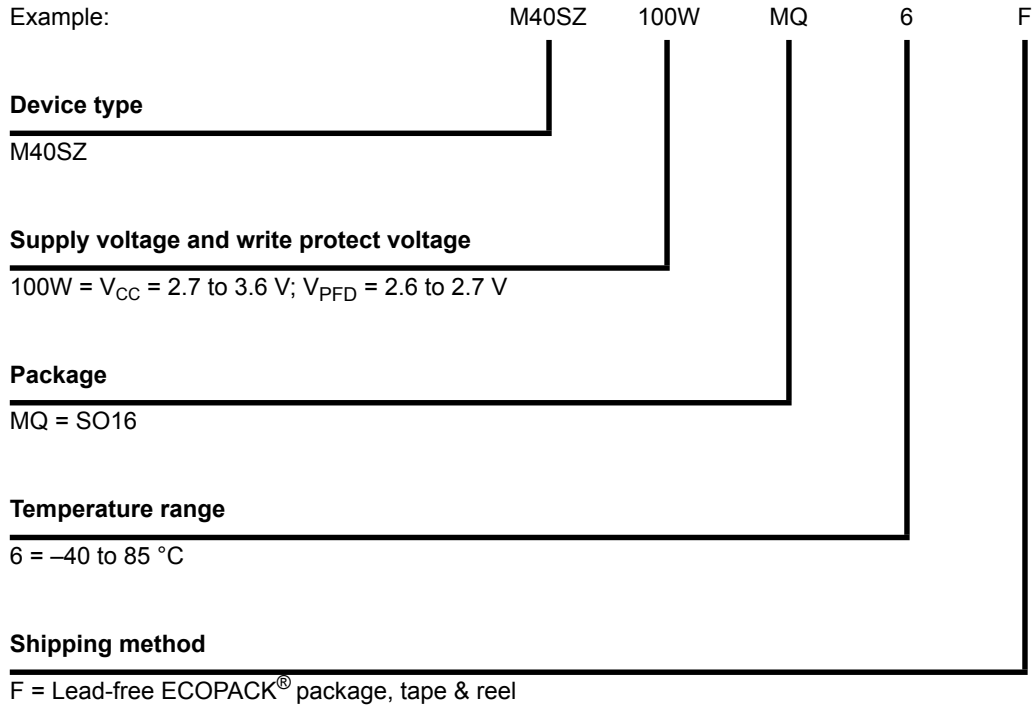 Example: M40SZ 100W MQ 6 F
Device type
M40SZ
Supply voltage and write protect voltage
100W = VCC = 2.7 to 3.6 V; VPFD = 2.6 to 2.7 V
Package
MQ = SO16
Temperature range
6 = –40 to 85 °C
Shipping method
F = Lead-free ECOPACK® package, tape & reel